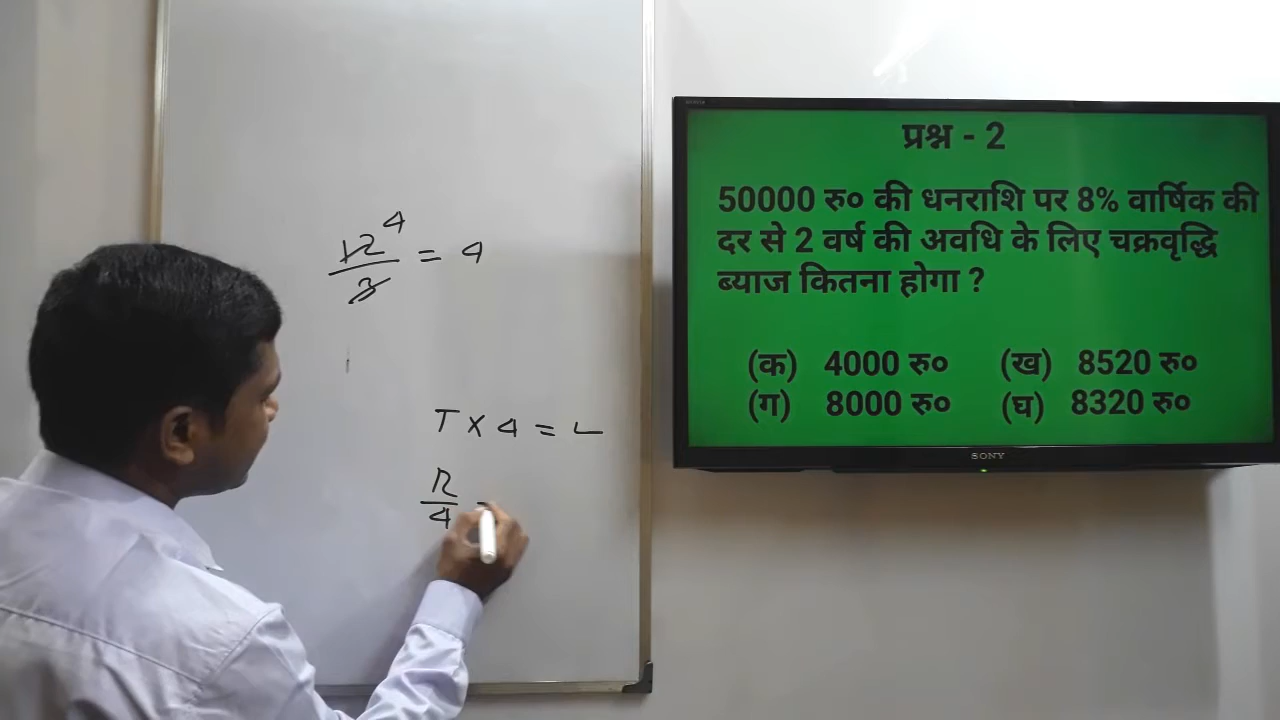 12 4
— = 4
3
T X 4 =
R
— =
4
प्रश्न - 2
50000 रु० की धनराशि पर 8% वार्षिक की
दर से 2 वर्ष की अवधि के लिए चक्रवृद्धि
ब्याज कितना होगा ?
(क) 4000 रु० (ख) 8520 रु०
(ग) 8000 रु० (घ) 8320 रु०
SONY